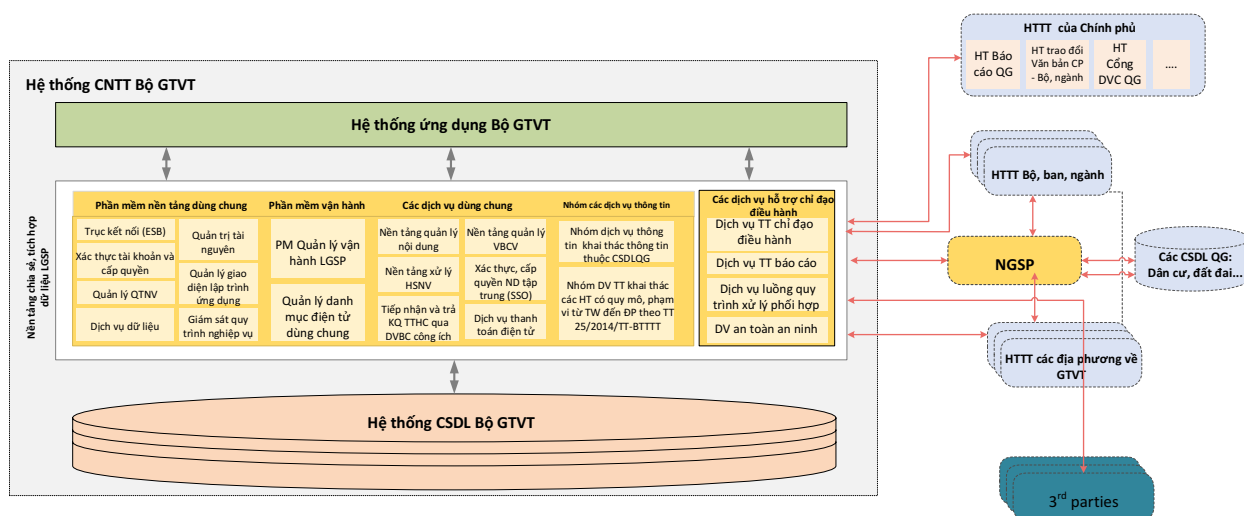 HTTT của Chính phủ
HT Báo
cáo QG
HT trao đổi
Văn bản CP
- Bộ, ngành
HT
Cổng
DVC QG
....
Hệ thống CNTT Bộ GTVT
Hệ thống ứng dụng Bộ GTVT
Nền tảng chia sẻ, tích hợp
dữ liệu LGSP
Phần mềm nền tảng dùng chung
Trục kết nối (ESB)
Xác thực tài khoản và
cấp quyền
Quản lý QTNV
Dịch vụ dữ liệu
Quản trị tài
nguyên
Quản lý giao
diện lập trình
ứng dụng
Giám sát quy
trình nghiệp vụ
Phần mềm vận hành
PM Quản lý vận
hành LGSP
Quản lý danh
mục điện tử
dùng chung
Các dịch vụ dùng chung
Nền tảng quản lý
nội dung
Nền tảng xử lý
HSNV
Tiếp nhận và trả
KQ TTHC qua
DVBC công ích
Nền tảng quản lý
VBCV
Xác thực, cấp
quyền ND tập
trung (SSO)
Dịch vụ thanh
toán điện tử
Nhóm các dịch vụ thông tin
Nhóm dịch vụ thông
tin khai thác thông tin
thuộc CSDLQG
Nhóm DV TT khai thác
các HT có quy mô, phạm
vi từ TW đến ĐP theo TT
25/2014/TT-BTTTT
Các dịch vụ hỗ trợ chỉ đạo
điều hành
Dịch vụ TT chỉ đạo
điều hành
Dịch vụ TT báo cáo
Dịch vụ luồng quy
trình xử lý phối hợp
DV an toàn an ninh
Hệ thống CSDL Bộ GTVT
HTTT Bộ, ban, ngành
NGSP
Các CSDL QG:
Dân cư, đất đai...
HTTT các địa phương về
GTVT
3rd parties